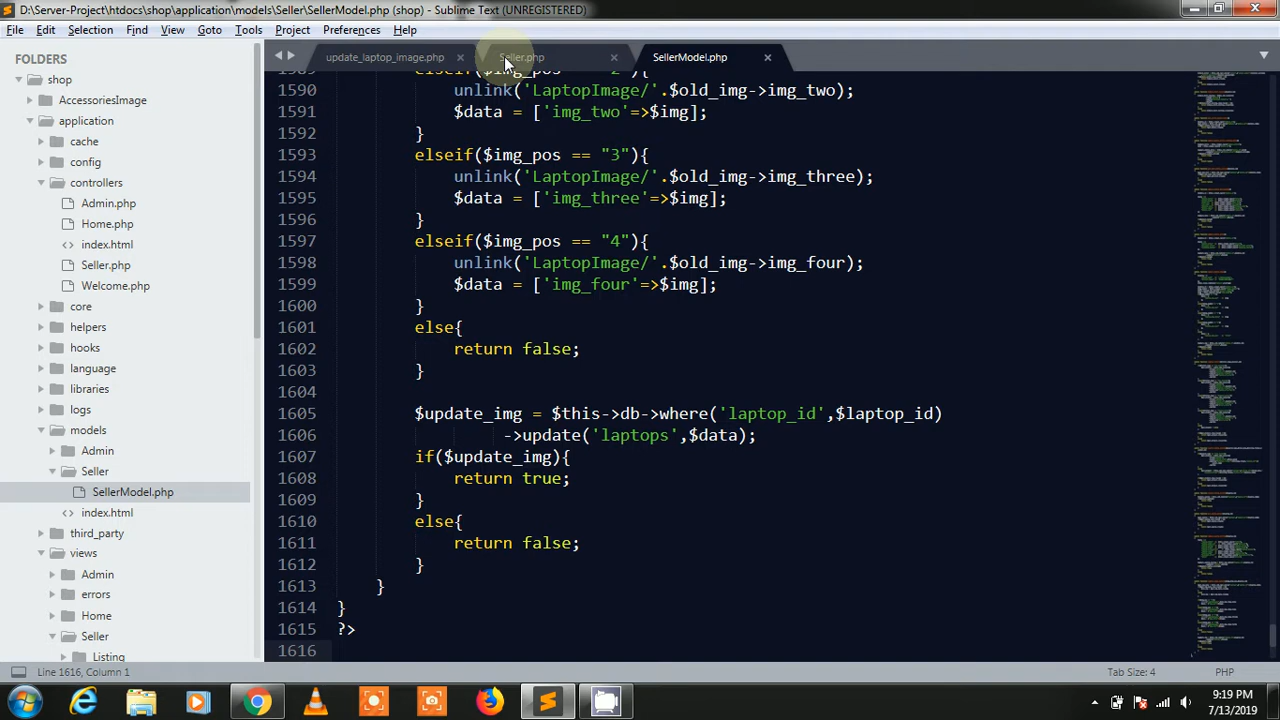 D:\Server-Project\htdocs\shop\application\models\Seller\SellerModel.php (shop) - Sublime Text (UNREGISTERED)
File Edit Selection Find View Goto Tools Project Preferences Help
FOLDERS
shop
AccessoriesImage
application
cache
config
controllers
Admin.php
Home.php
index.html
Seller.php
Welcome.php
core
helpers
hooks
language
libraries
logs
models
Admin
Seller
SellerModel.php
index.html
third_party
views
Admin
errors
Home
Seller
Listing
update_laptop_image.php Seller.php SellerModel.php
1589 elseif($img_pos == "2"){
1590 unlink('LaptopImage/'.$old_img->img_two);
1591 $data = ['img_two'=>$img];
1592 }
1593 elseif($img_pos == "3"){
1594 unlink('LaptopImage/'.$old_img->img_three);
1595 $data = ['img_three'=>$img];
1596 }
1597 elseif($img_pos == "4"){
1598 unlink('LaptopImage/'.$old_img->img_four);
1599 $data = ['img_four'=>$img];
1600 }
1601 else{
1602 return false;
1603 }
1604
1605 $update_img = $this->db->where('laptop_id',$laptop_id)
1606 ->update('laptops',$data);
1607 if($update_img){
1608 return true;
1609 }
1610 else{
1611 return false;
1612 }
1613 }
1614 }
1615 ?>
1616
Line 1616, Column 1 Tab Size: 4 PHP
9:19 PM
7/13/2019